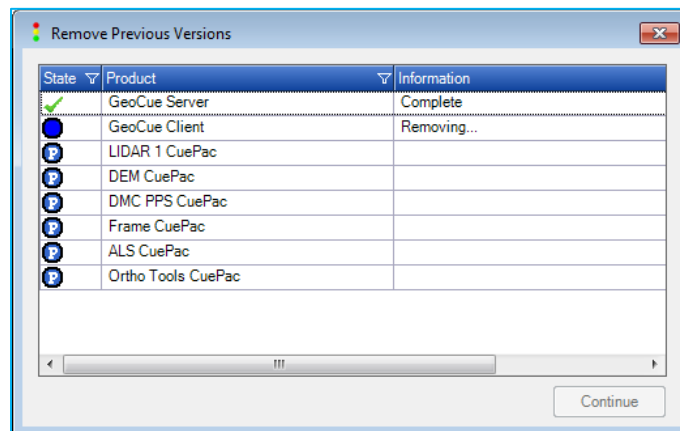 Remove Previous Versions
State Product Information
GeoCue Server Complete
GeoCue Client Removing...
P LIDAR 1 CuePac
P DEM CuePac
P DMC PPS CuePac
P Frame CuePac
P ALS CuePac
P Ortho Tools CuePac
Continue